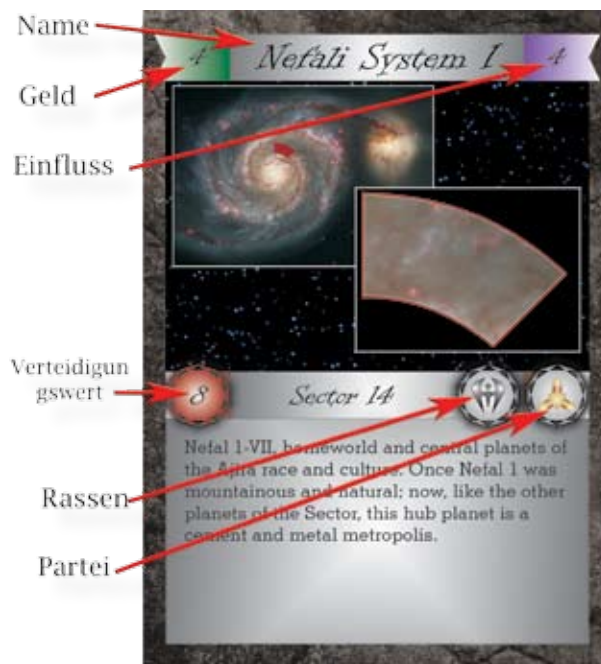 Name
4 Nefali System 1 4
Geld
Einfluss
Verteidigun
gswert
8 Sector 14
Nefal 1-VII, homeworld and central planets of
the Ajita race and culture. Once Nefal 1 was
mountainous and natural; now, like the other
planets of the Sector, this hub planet is a
cement and metal metropolis.
Rassen
Partei